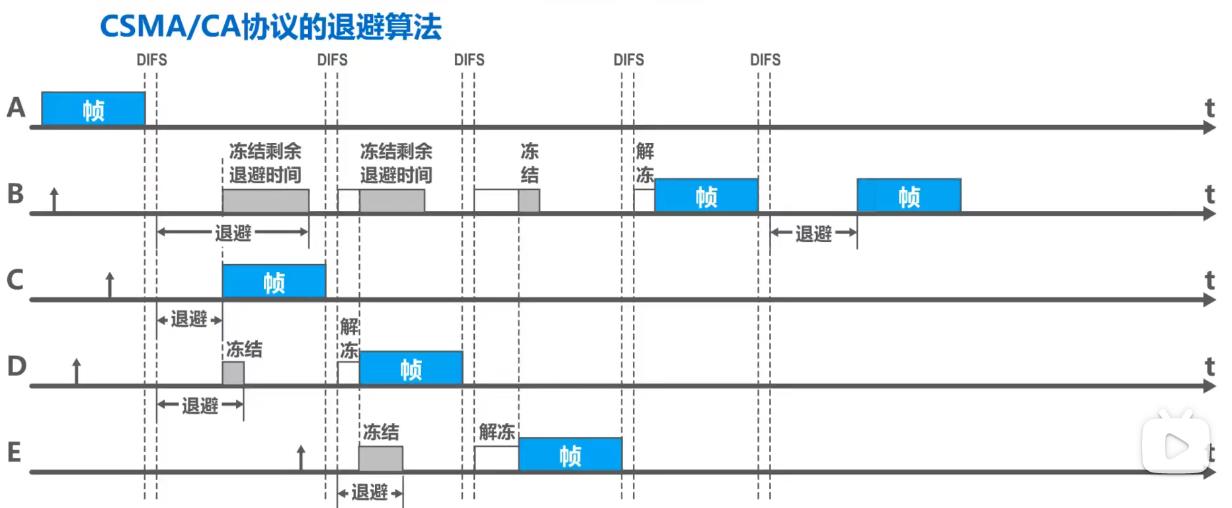 CSMA/CA协议的退避算法
DIFS DIFS DIFS DIFS DIFS
A 帧 t
冻结剩余 冻结剩余 冻 解
退避时间 退避时间 结 冻
B 帧 帧 t
退避 退避
C 帧 t
退避 解
冻结 冻
D 帧 t
退避
冻结 解冻
E 帧 t
退避